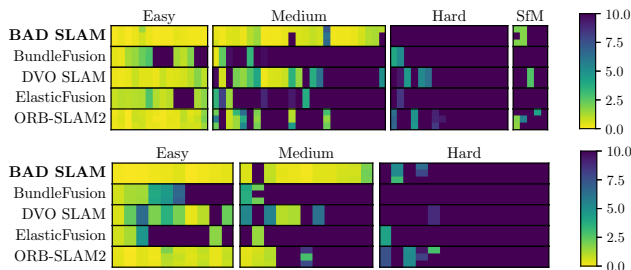 Easy Medium Hard SfM
BAD SLAM
BundleFusion
DVO SLAM
ElasticFusion
ORB-SLAM2
10.0
7.5
5.0
2.5
0.0
Easy Medium Hard
BAD SLAM
BundleFusion
DVO SLAM
ElasticFusion
ORB-SLAM2
10.0
7.5
5.0
2.5
0.0